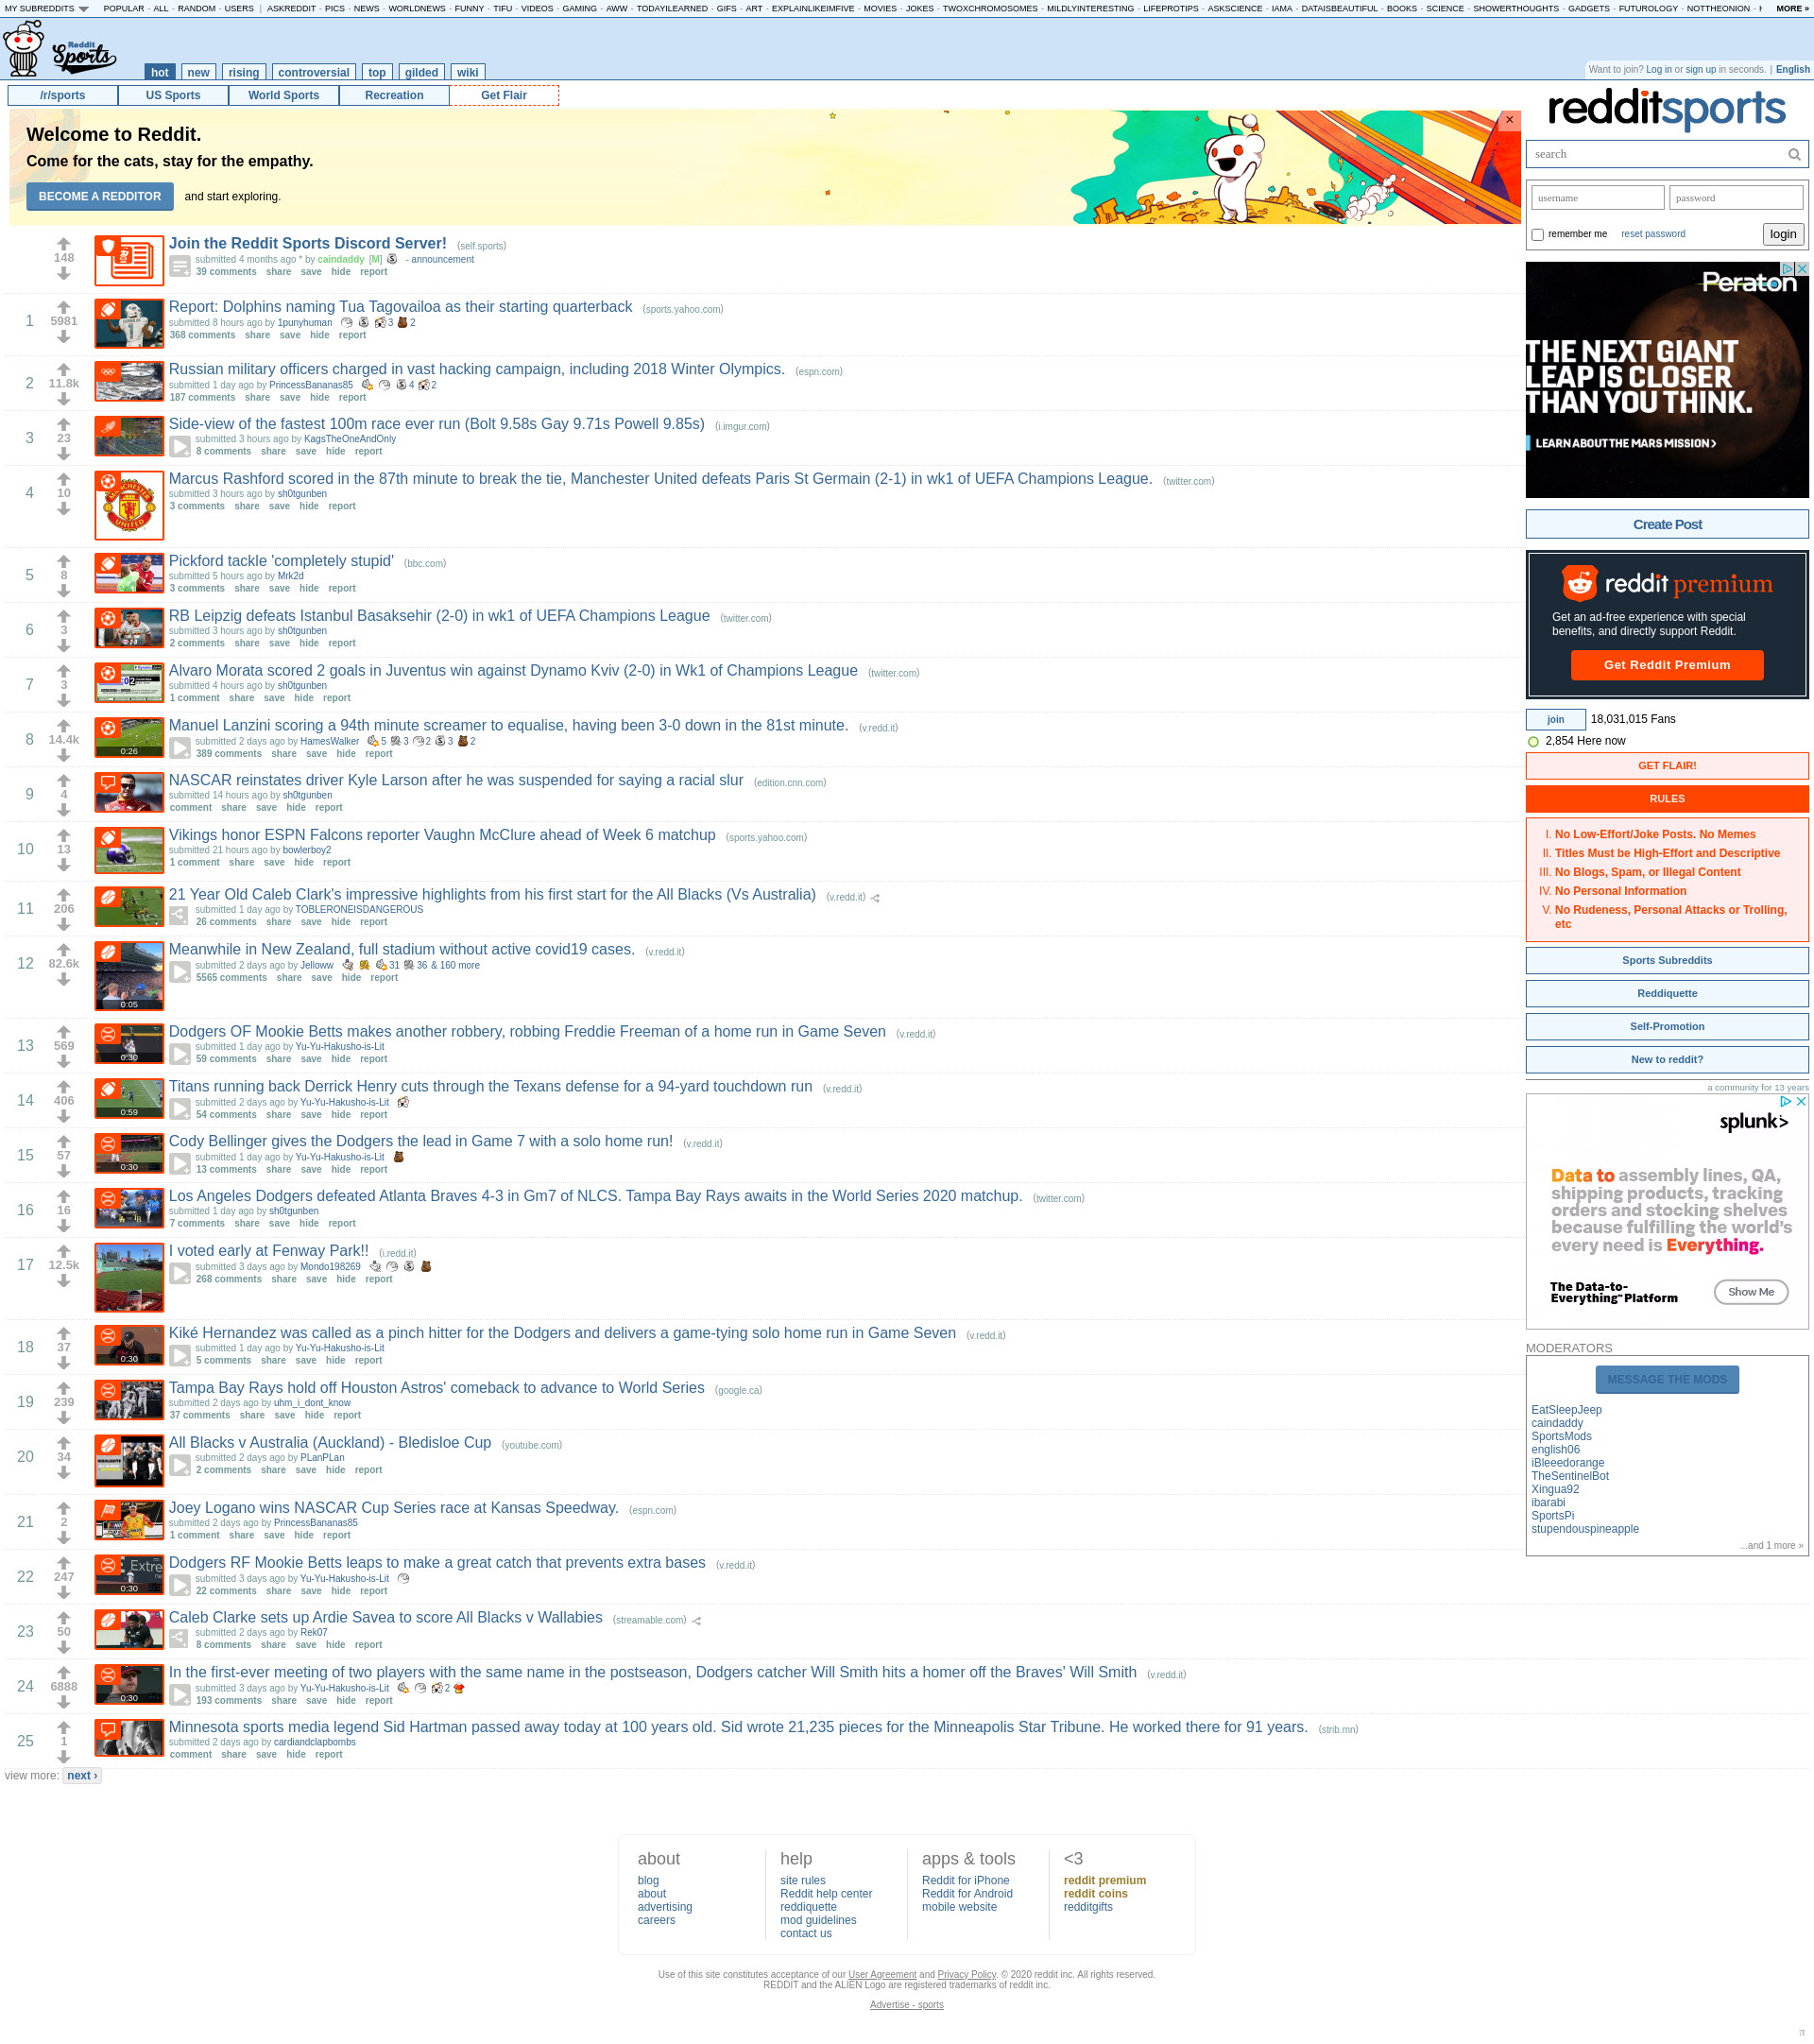 MY SUBREDDITS POPULAR - ALL - RANDOM - USERS | ASKREDDIT - PICS - NEWS - WORLDNEWS - FUNNY - TIFU - VIDEOS - GAMING - AWW - TODAYILEARNED - GIFS - ART - EXPLAINLIKEIMFIVE - MOVIES - JOKES - TWOXCHROMOSOMES - MILDLYINTERESTING - LIFEPROTIPS - ASKSCIENCE - IAMA - DATAISBEAUTIFUL - BOOKS - SCIENCE - SHOWERTHOUGHTS - GADGETS - FUTUROLOGY - NOTTHEONION - MORE »
Reddit Sports
hot new rising controversial top gilded wiki
Want to join? Log in or sign up in seconds. | English
/r/sports US Sports World Sports Recreation Get Flair
Welcome to Reddit.
Come for the cats, stay for the empathy.
BECOME A REDDITOR and start exploring.
148
Join the Reddit Sports Discord Server! (self.sports)
submitted 4 months ago * by caindaddy [M] - announcement
39 comments share save hide report
1
5981
Report: Dolphins naming Tua Tagovailoa as their starting quarterback (sports.yahoo.com)
submitted 8 hours ago by 1punyhuman 3 2
368 comments share save hide report
2
11.8k
Russian military officers charged in vast hacking campaign, including 2018 Winter Olympics. (espn.com)
submitted 1 day ago by PrincessBananas85 4 2
187 comments share save hide report
3
23
Side-view of the fastest 100m race ever run (Bolt 9.58s Gay 9.71s Powell 9.85s) (i.imgur.com)
submitted 3 hours ago by KagsTheOneAndOnly
8 comments share save hide report
4
10
Marcus Rashford scored in the 87th minute to break the tie, Manchester United defeats Paris St Germain (2-1) in wk1 of UEFA Champions League. (twitter.com)
submitted 3 hours ago by sh0tgunben
3 comments share save hide report
5
8
Pickford tackle 'completely stupid' (bbc.com)
submitted 5 hours ago by Mrk2d
3 comments share save hide report
6
3
RB Leipzig defeats Istanbul Basaksehir (2-0) in wk1 of UEFA Champions League (twitter.com)
submitted 3 hours ago by sh0tgunben
2 comments share save hide report
7
3
Alvaro Morata scored 2 goals in Juventus win against Dynamo Kviv (2-0) in Wk1 of Champions League (twitter.com)
submitted 4 hours ago by sh0tgunben
1 comment share save hide report
8
14.4k
0:26
Manuel Lanzini scoring a 94th minute screamer to equalise, having been 3-0 down in the 81st minute. (v.redd.it)
submitted 2 days ago by HamesWalker 5 3 2 3 2
389 comments share save hide report
9
4
NASCAR reinstates driver Kyle Larson after he was suspended for saying a racial slur (edition.cnn.com)
submitted 14 hours ago by sh0tgunben
comment share save hide report
10
13
Vikings honor ESPN Falcons reporter Vaughn McClure ahead of Week 6 matchup (sports.yahoo.com)
submitted 21 hours ago by bowlerboy2
1 comment share save hide report
11
206
21 Year Old Caleb Clark's impressive highlights from his first start for the All Blacks (Vs Australia) (v.redd.it)
submitted 1 day ago by TOBLERONEISDANGEROUS
26 comments share save hide report
12
82.6k
0:05
Meanwhile in New Zealand, full stadium without active covid19 cases. (v.redd.it)
submitted 2 days ago by Jelloww 31 36 & 160 more
5565 comments share save hide report
13
569
0:30
Dodgers OF Mookie Betts makes another robbery, robbing Freddie Freeman of a home run in Game Seven (v.redd.it)
submitted 1 day ago by Yu-Yu-Hakusho-is-Lit
59 comments share save hide report
14
406
0:59
Titans running back Derrick Henry cuts through the Texans defense for a 94-yard touchdown run (v.redd.it)
submitted 2 days ago by Yu-Yu-Hakusho-is-Lit
54 comments share save hide report
15
57
0:30
Cody Bellinger gives the Dodgers the lead in Game 7 with a solo home run! (v.redd.it)
submitted 1 day ago by Yu-Yu-Hakusho-is-Lit
13 comments share save hide report
16
16
Los Angeles Dodgers defeated Atlanta Braves 4-3 in Gm7 of NLCS. Tampa Bay Rays awaits in the World Series 2020 matchup. (twitter.com)
submitted 1 day ago by sh0tgunben
7 comments share save hide report
17
12.5k
I voted early at Fenway Park!! (i.redd.it)
submitted 3 days ago by Mondo198269
268 comments share save hide report
18
37
0:30
Kiké Hernandez was called as a pinch hitter for the Dodgers and delivers a game-tying solo home run in Game Seven (v.redd.it)
submitted 1 day ago by Yu-Yu-Hakusho-is-Lit
5 comments share save hide report
19
239
Tampa Bay Rays hold off Houston Astros' comeback to advance to World Series (google.ca)
submitted 2 days ago by uhm_i_dont_know
37 comments share save hide report
20
34
All Blacks v Australia (Auckland) - Bledisloe Cup (youtube.com)
submitted 2 days ago by PLanPLan
2 comments share save hide report
21
2
Joey Logano wins NASCAR Cup Series race at Kansas Speedway. (espn.com)
submitted 2 days ago by PrincessBananas85
1 comment share save hide report
22
247
Extre
0:30
Dodgers RF Mookie Betts leaps to make a great catch that prevents extra bases (v.redd.it)
submitted 3 days ago by Yu-Yu-Hakusho-is-Lit
22 comments share save hide report
23
50
Caleb Clarke sets up Ardie Savea to score All Blacks v Wallabies (streamable.com)
submitted 2 days ago by Rek07
8 comments share save hide report
24
6888
0:30
In the first-ever meeting of two players with the same name in the postseason, Dodgers catcher Will Smith hits a homer off the Braves' Will Smith (v.redd.it)
submitted 3 days ago by Yu-Yu-Hakusho-is-Lit 2
193 comments share save hide report
25
1
Minnesota sports media legend Sid Hartman passed away today at 100 years old. Sid wrote 21,235 pieces for the Minneapolis Star Tribune. He worked there for 91 years. (strib.mn)
submitted 2 days ago by cardiandclapbombs
comment share save hide report
view more: next ›
redditsports
search
username password
remember me reset password login
Peraton
THE NEXT GIANT
LEAP IS CLOSER
THAN YOU THINK.
LEARN ABOUT THE MARS MISSION >
Create Post
reddit premium
Get an ad-free experience with special
benefits, and directly support Reddit.
Get Reddit Premium
join 18,031,015 Fans
2,854 Here now
GET FLAIR!
RULES
I. No Low-Effort/Joke Posts. No Memes
II. Titles Must be High-Effort and Descriptive
III. No Blogs, Spam, or Illegal Content
IV. No Personal Information
V. No Rudeness, Personal Attacks or Trolling,
etc
Sports Subreddits
Reddiquette
Self-Promotion
New to reddit?
a community for 13 years
splunk>
Data to assembly lines, QA,
shipping products, tracking
orders and stocking shelves
because fulfilling the world's
every need is Everything.
The Data-to-
Everything™ Platform
Show Me
MODERATORS
MESSAGE THE MODS
EatSleepJeep
caindaddy
SportsMods
english06
iBleeedorange
TheSentinelBot
Xingua92
ibarabi
SportsPi
stupendouspineapple
...and 1 more »
about
blog
about
advertising
careers
help
site rules
Reddit help center
reddiquette
mod guidelines
contact us
apps & tools
Reddit for iPhone
Reddit for Android
mobile website
<3
reddit premium
reddit coins
redditgifts
Use of this site constitutes acceptance of our User Agreement and Privacy Policy. © 2020 reddit inc. All rights reserved.
REDDIT and the ALIEN Logo are registered trademarks of reddit inc.
Advertise - sports
π